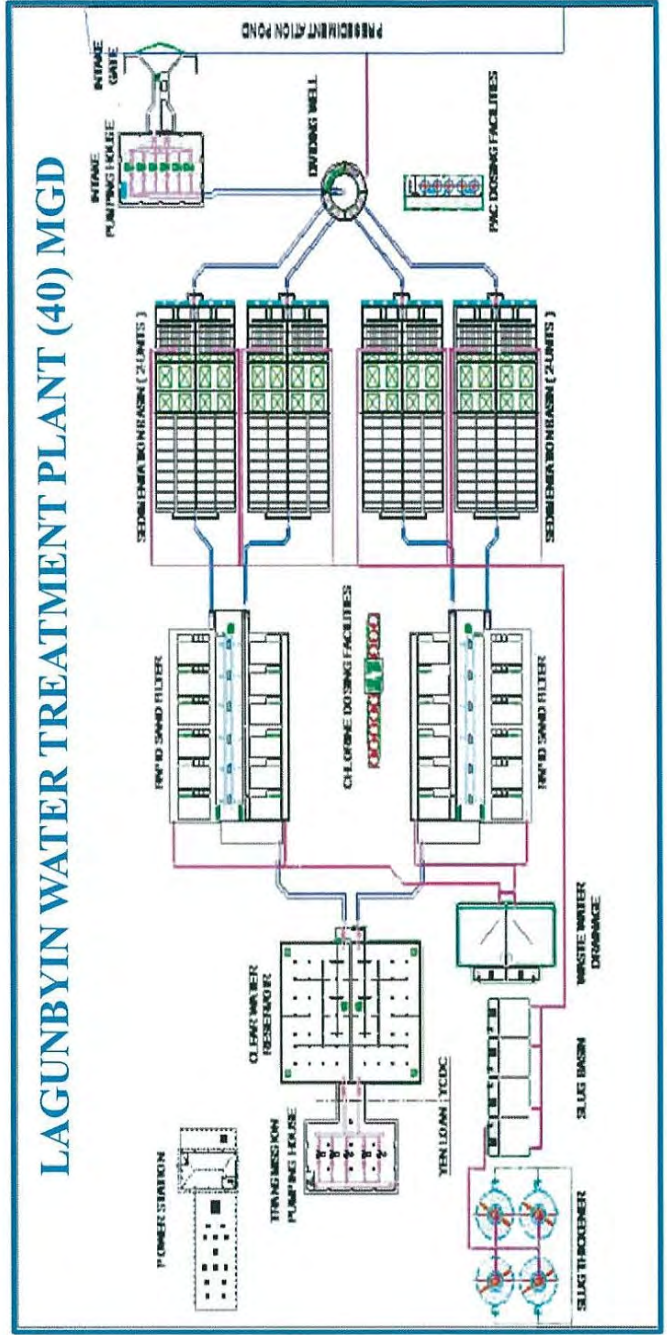 LAGUNBYIN WATER TREATMENT PLANT (40) MGD
POWER STATION
TRANSMISSION
PUMPING HOUSE
CLEAR WATER
RESERVOIR
YEN LOAN
YCDC
RAPID SAND FILTER
SEDIMENTATION BASIN ( 2-UNITS )
INTAKE
PUMPING HOUSE
INTAKE
GATE
PRESEDIMENTATION POND
DIVIDING WELL
PAC DOSING FACILITES
CHLORINE DOSING FACILITIES
SLUG THICKENER
SLUG BASIN
WASTE WATER
DRAINAGE
RAPID SAND FILTER
SEDIMENTATION BASIN ( 2-UNITS )